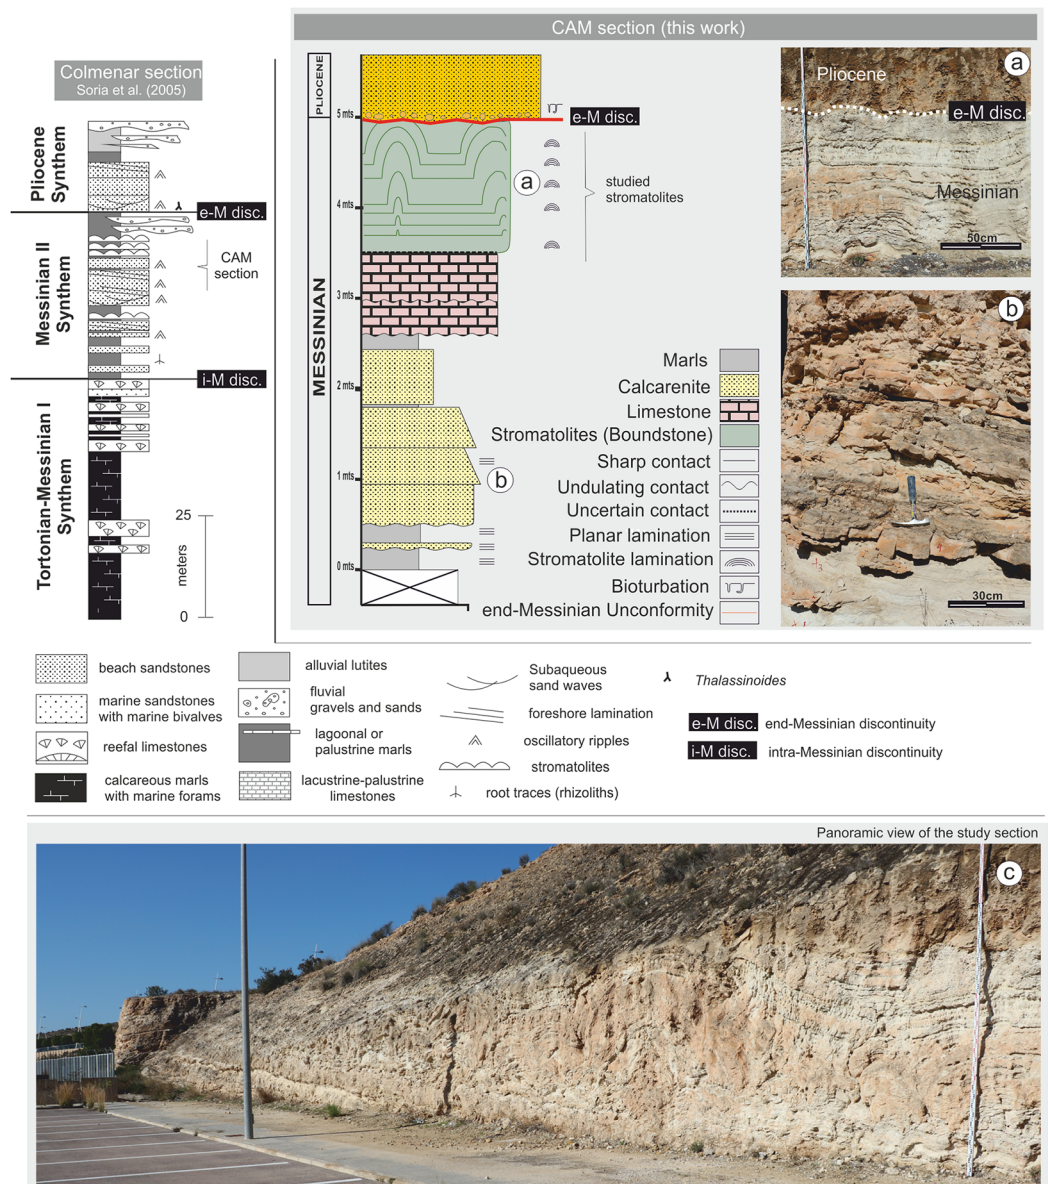 CAM section (this work)
Colmenar section
Soria et al. (2005)
Pliocene
Synthem
e-M disc.
CAM
section
Messinian II
Synthem
i-M disc.
Tortonian-Messinian I
Synthem
25
meters
0
PLIOCENE
MESSINIAN
5 mts
e-M disc.
a
studied
stromatolites
4 mts
3 mts
2 mts
1 mts
b
0 mts
Marls
Calcarenite
Limestone
Stromatolites (Boundstone)
Sharp contact
Undulating contact
Uncertain contact
Planar lamination
Stromatolite lamination
Bioturbation
end-Messinian Unconformity
a
Pliocene
e-M disc.
Messinian
50cm
b
30cm
beach sandstones
marine sandstones
with marine bivalves
reefal limestones
calcareous marls
with marine forams
alluvial lutites
fluvial
gravels and sands
lagoonal or
palustrine marls
lacustrine-palustrine
limestones
Subaqueous
sand waves
foreshore lamination
oscillatory ripples
stromatolites
root traces (rhizoliths)
Thalassinoides
e-M disc. end-Messinian discontinuity
i-M disc. intra-Messinian discontinuity
Panoramic view of the study section
c